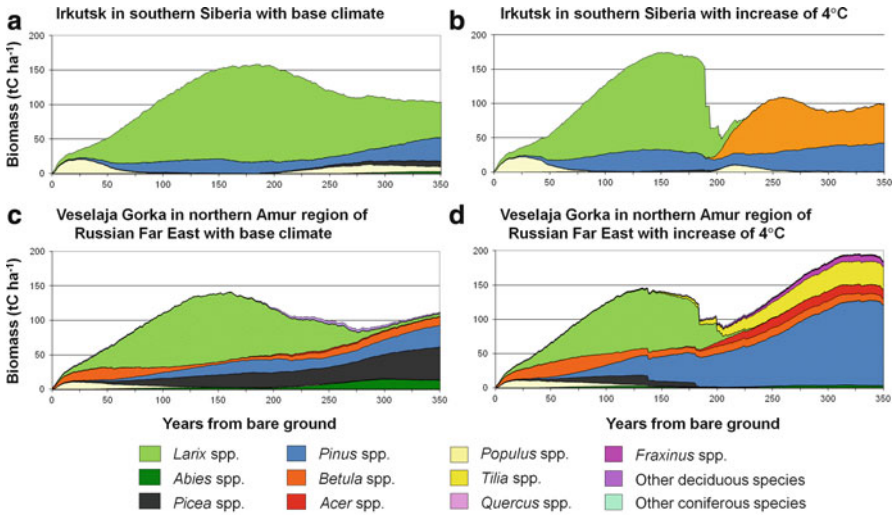 a Irkutsk in southern Siberia with base climate
b Irkutsk in southern Siberia with increase of 4°C
Biomass (tC ha-1)
200
150
100
50
0
0 50 100 150 200 250 300 350
200
150
100
50
0
0 50 100 150 200 250 300 350
c Veselaja Gorka in northern Amur region of
Russian Far East with base climate
d Veselaja Gorka in northern Amur region of
Russian Far East with increase of 4°C
Biomass (tC ha-1)
200
150
100
50
0
0 50 100 150 200 250 300 350
200
150
100
50
0
0 50 100 150 200 250 300 350
Years from bare ground
Years from bare ground
Larix spp.
Pinus spp.
Populus spp.
Fraxinus spp.
Abies spp.
Betula spp.
Tilia spp.
Other deciduous species
Picea spp.
Acer spp.
Quercus spp.
Other coniferous species